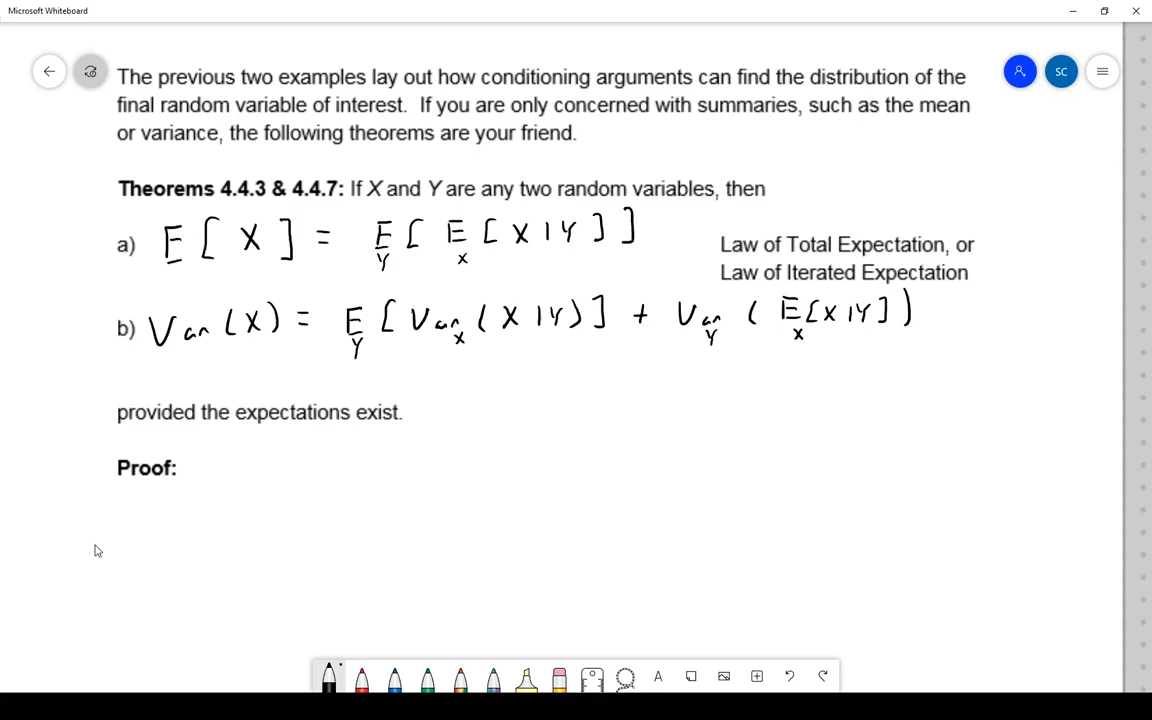 Microsoft Whiteboard
SC
The previous two examples lay out how conditioning arguments can find the distribution of the
final random variable of interest. If you are only concerned with summaries, such as the mean
or variance, the following theorems are your friend.
Theorems 4.4.3 & 4.4.7: If X and Y are any two random variables, then
a) E[X] = E_Y[E_X[X|Y]]
Law of Total Expectation, or
Law of Iterated Expectation
b) Var(X) = E_Y[Var_X(X|Y)] + Var_Y(E_X[X|Y])
provided the expectations exist.
Proof:
A